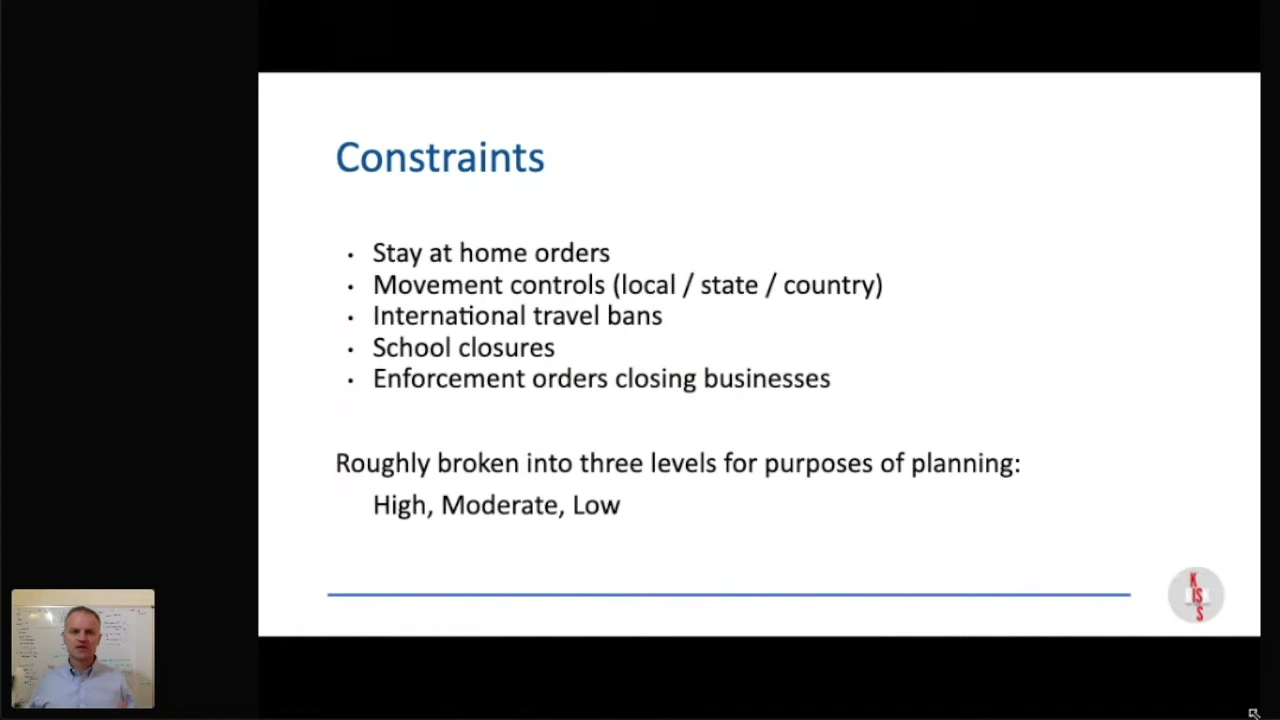 Constraints
· Stay at home orders
· Movement controls (local / state / country)
· International travel bans
· School closures
· Enforcement orders closing businesses
Roughly broken into three levels for purposes of planning:
High, Moderate, Low
K
IS
S